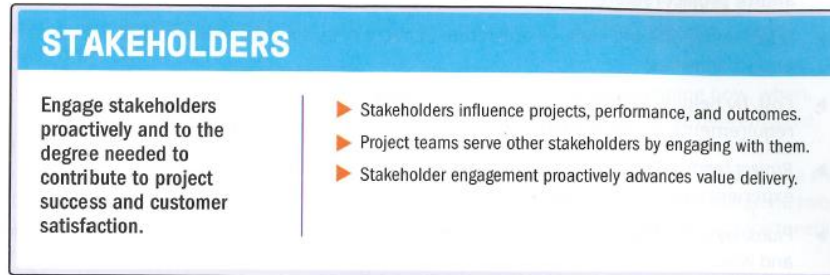 STAKEHOLDERS
Engage stakeholders
proactively and to the
degree needed to
contribute to project
success and customer
satisfaction.
Stakeholders influence projects, performance, and outcomes.
Project teams serve other stakeholders by engaging with them.
Stakeholder engagement proactively advances value delivery.